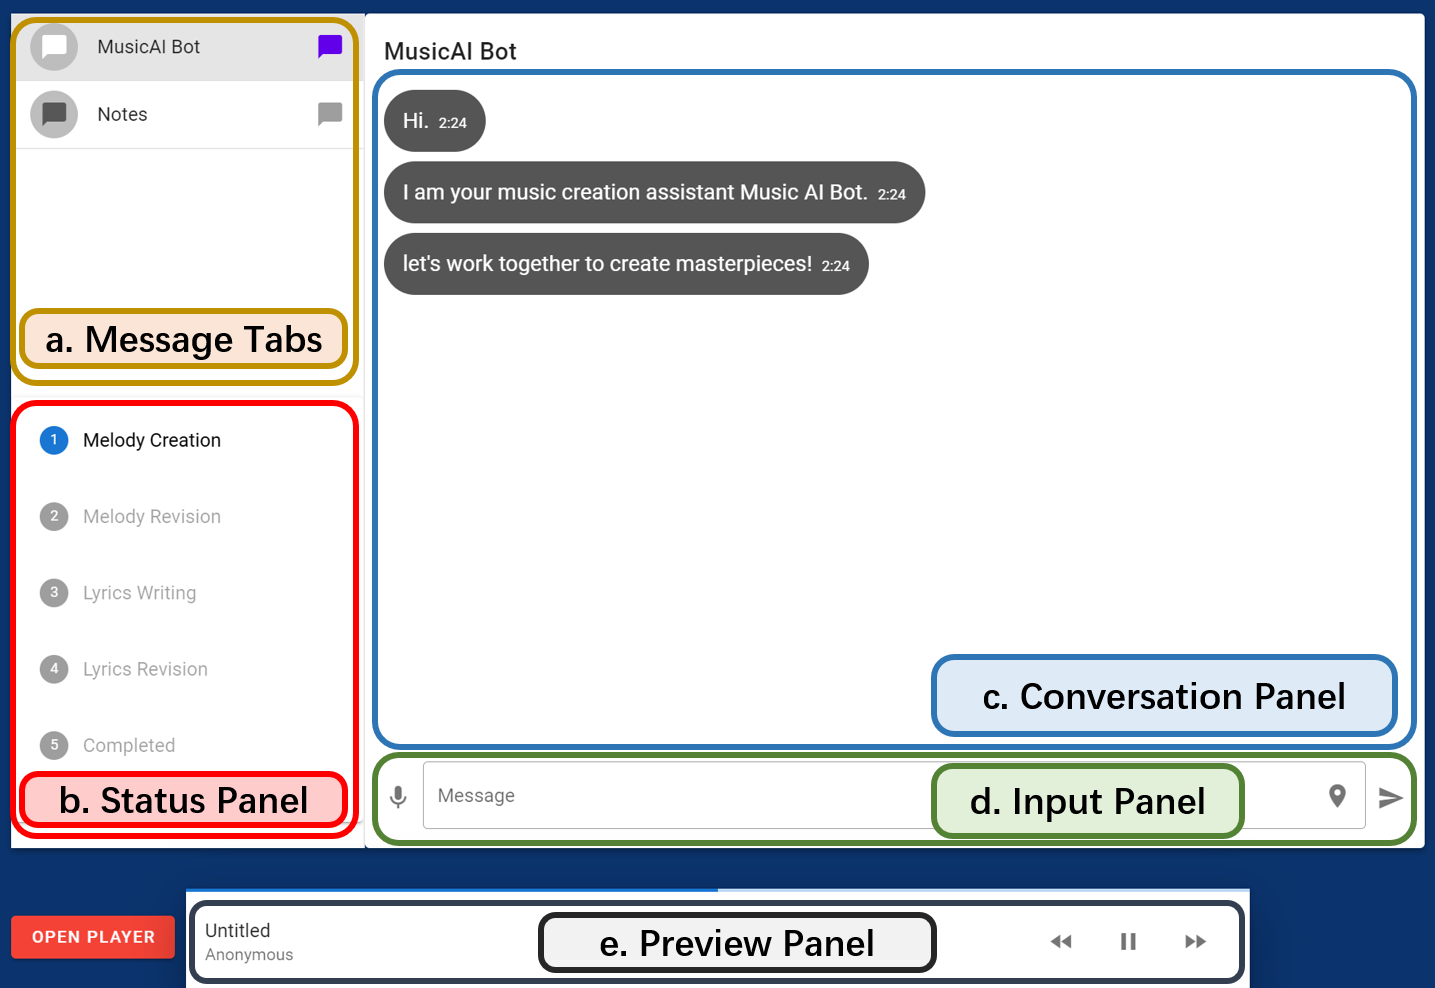 MusicAI Bot
Notes
a. Message Tabs
1 Melody Creation
2 Melody Revision
3 Lyrics Writing
4 Lyrics Revision
5 Completed
b. Status Panel
MusicAI Bot
Hi. 2:24
I am your music creation assistant Music AI Bot. 2:24
let's work together to create masterpieces! 2:24
c. Conversation Panel
Message
d. Input Panel
OPEN PLAYER
Untitled
Anonymous
e. Preview Panel